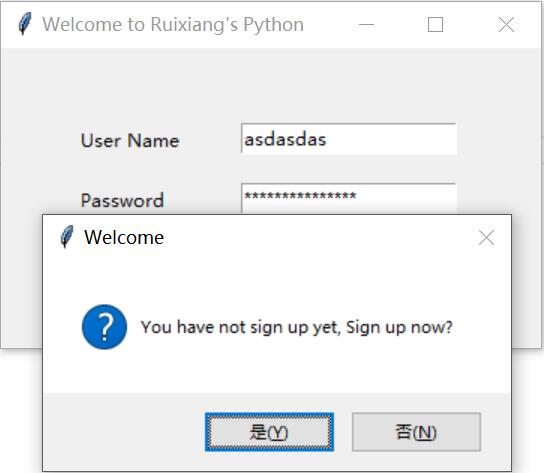 Welcome to Ruixiang's Python
User Name
asdasdas
Password
***************
Welcome
You have not sign up yet, Sign up now?
是(Y)
否(N)